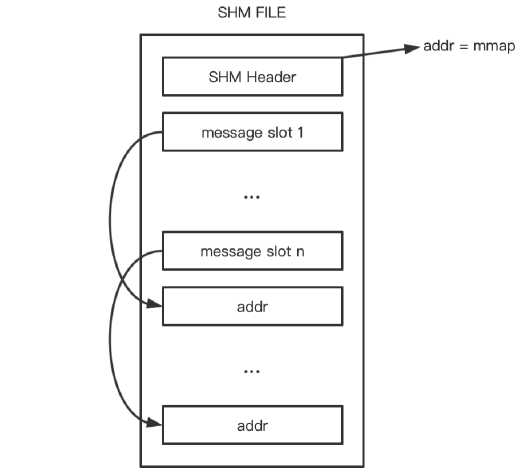 SHM FILE
addr = mmap
SHM Header
message slot 1
...
message slot n
addr
...
addr